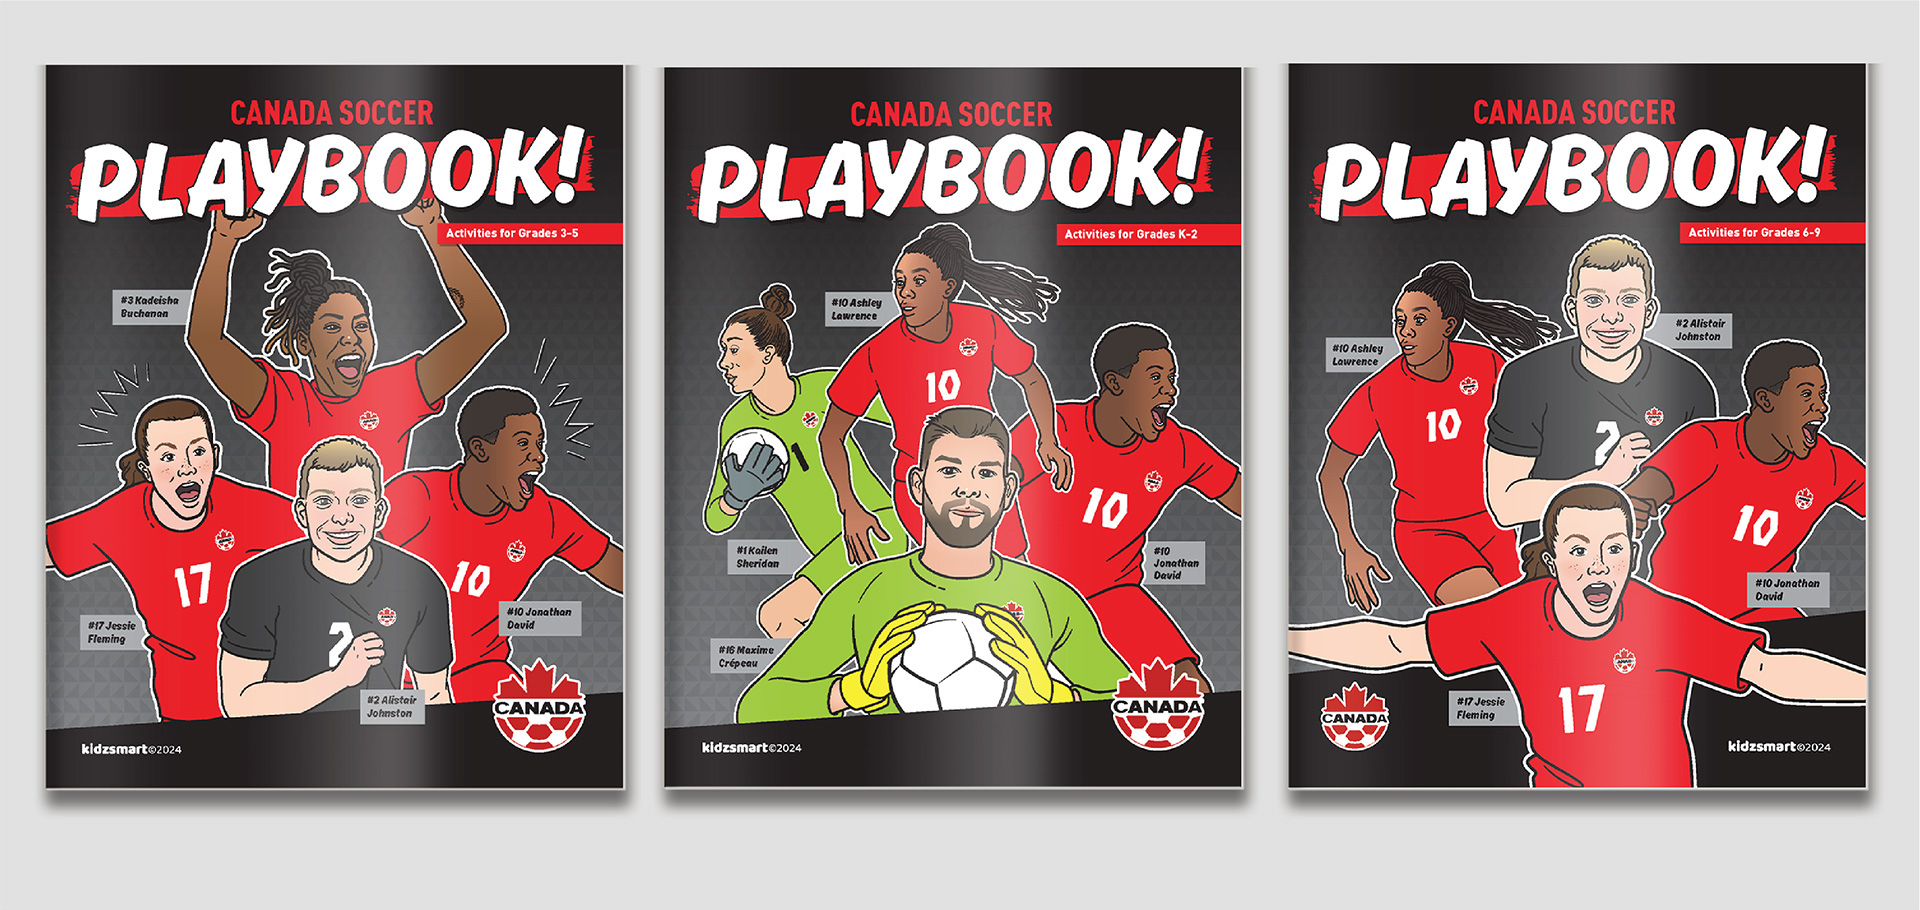 CANADA SOCCER
PLAYBOOK!
Activities for Grades 3-5
#3 Kadeisha
Buchanan
17
2
10
#17 Jessie
Fleming
#10 Jonathan
David
#2 Alistair
Johnston
CANADA
kidzsmart©2024
CANADA SOCCER
PLAYBOOK!
Activities for Grades K-2
#10 Ashley
Lawrence
10
1
10
#1 Kailen
Sheridan
#10
Jonathan
David
#16 Maxime
Crépeau
CANADA
kidzsmart©2024
CANADA SOCCER
PLAYBOOK!
Activities for Grades 6-9
#2 Alistair
Johnston
#10 Ashley
Lawrence
10
2
10
#10 Jonathan
David
#17 Jessie
Fleming
17
CANADA
kidzsmart©2024